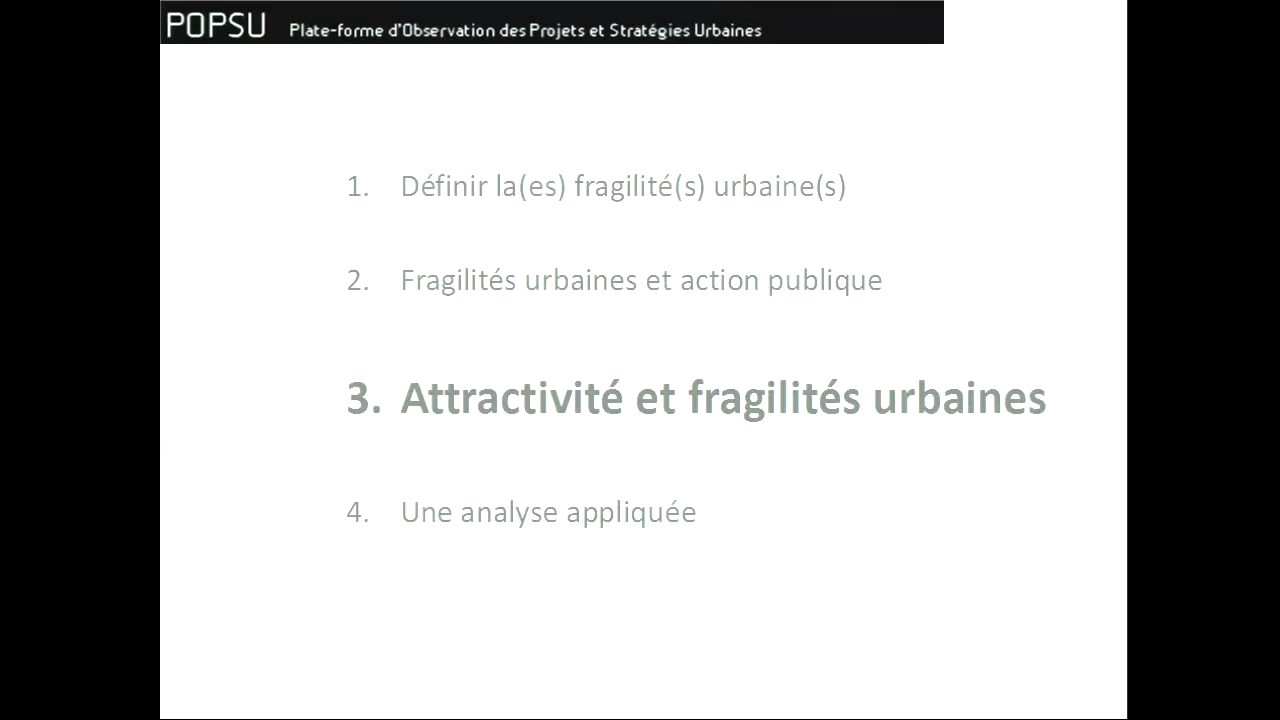 POPSU Plate-forme d'Observation des Projets et Stratégies Urbaines
1. Définir la(es) fragilité(s) urbaine(s)
2. Fragilités urbaines et action publique
3. Attractivité et fragilités urbaines
4. Une analyse appliquée